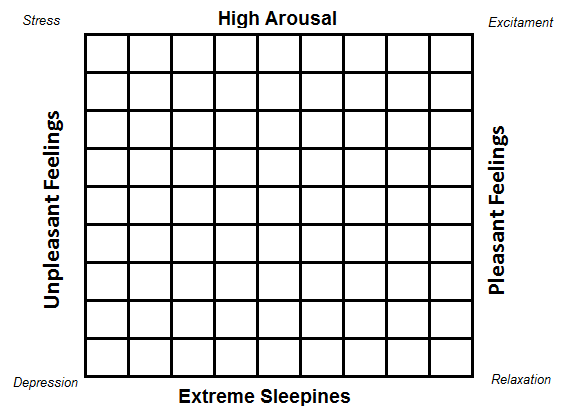 Stress
High Arousal
Excitament
Unpleasant Feelings
Pleasant Feelings
Depression
Extreme Sleepines
Relaxation